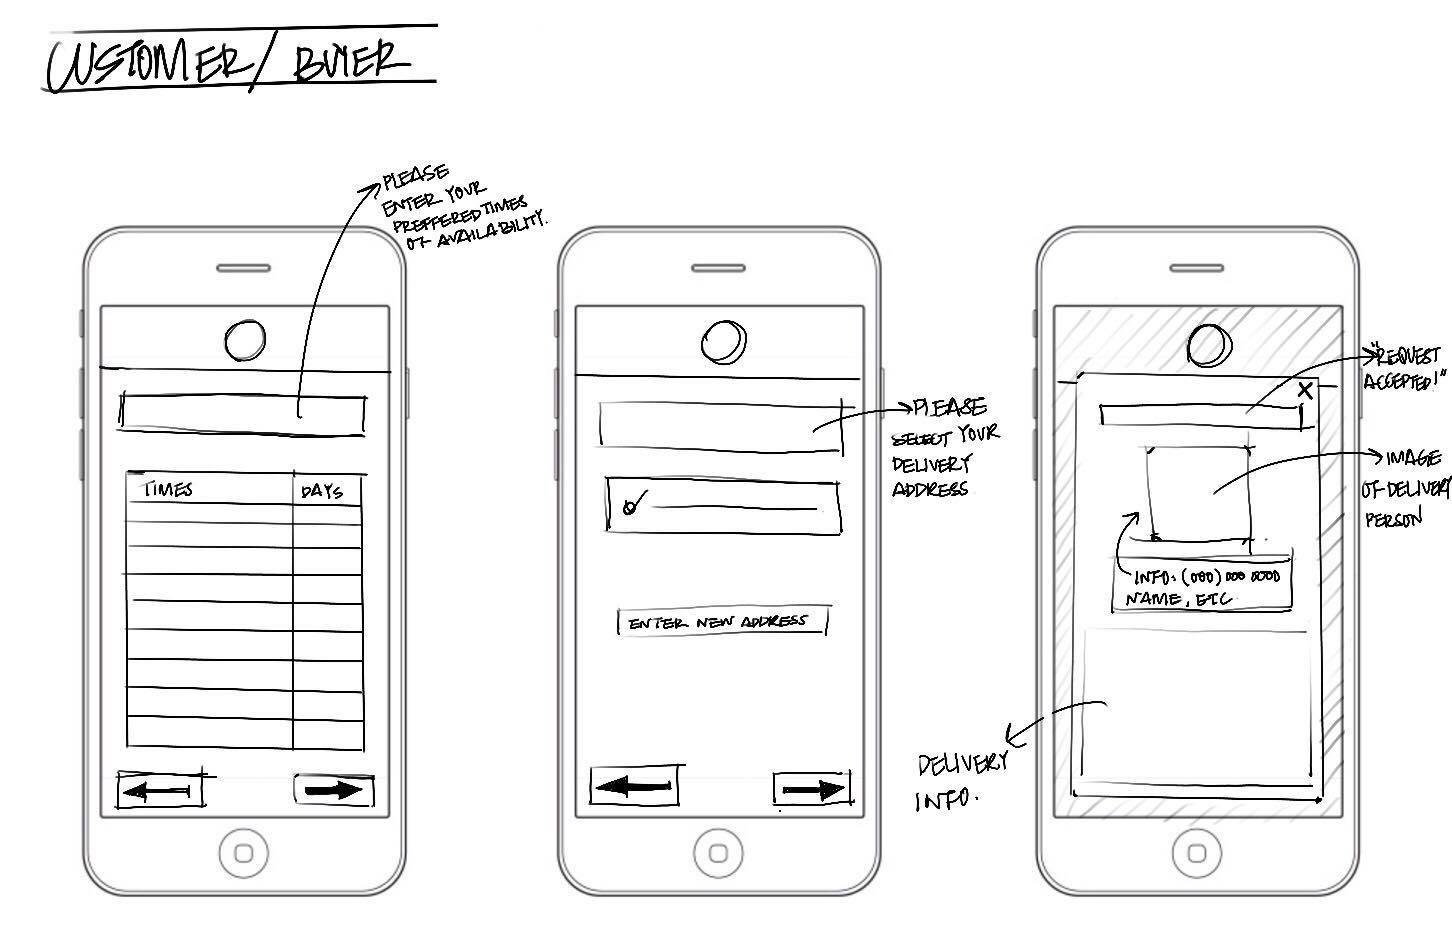 CUSTOMER/ BUYER
PLEASE
ENTER YOUR
PREFFERED TIMES
OF AVAILABILITY.
TIMES DAYS
PLEASE
SELECT YOUR
DELIVERY
ADDRESS
ENTER NEW ADDRESS
"REQUEST
ACCEPTED!"
X
IMAGE
OF DELIVERY
PERSON
INFO: (000) 000 0000
NAME, ETC
DELIVERY
INFO.